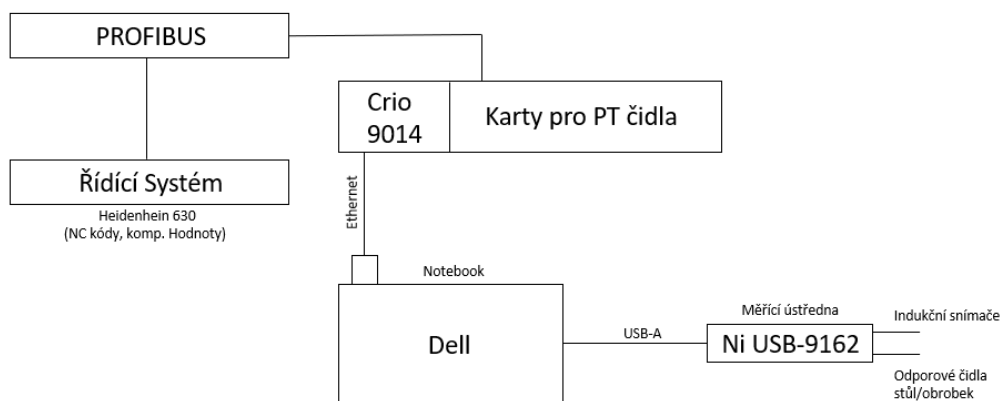 PROFIBUS
Crio
9014
Karty pro PT čidla
Řídící Systém
Heidenhein 630
(NC kódy, komp. Hodnoty)
Ethernet
Notebook
Dell
USB-A
Měřící ústředna
Ni USB-9162
Indukční snímače
Odporové čidla
stůl/obrobek